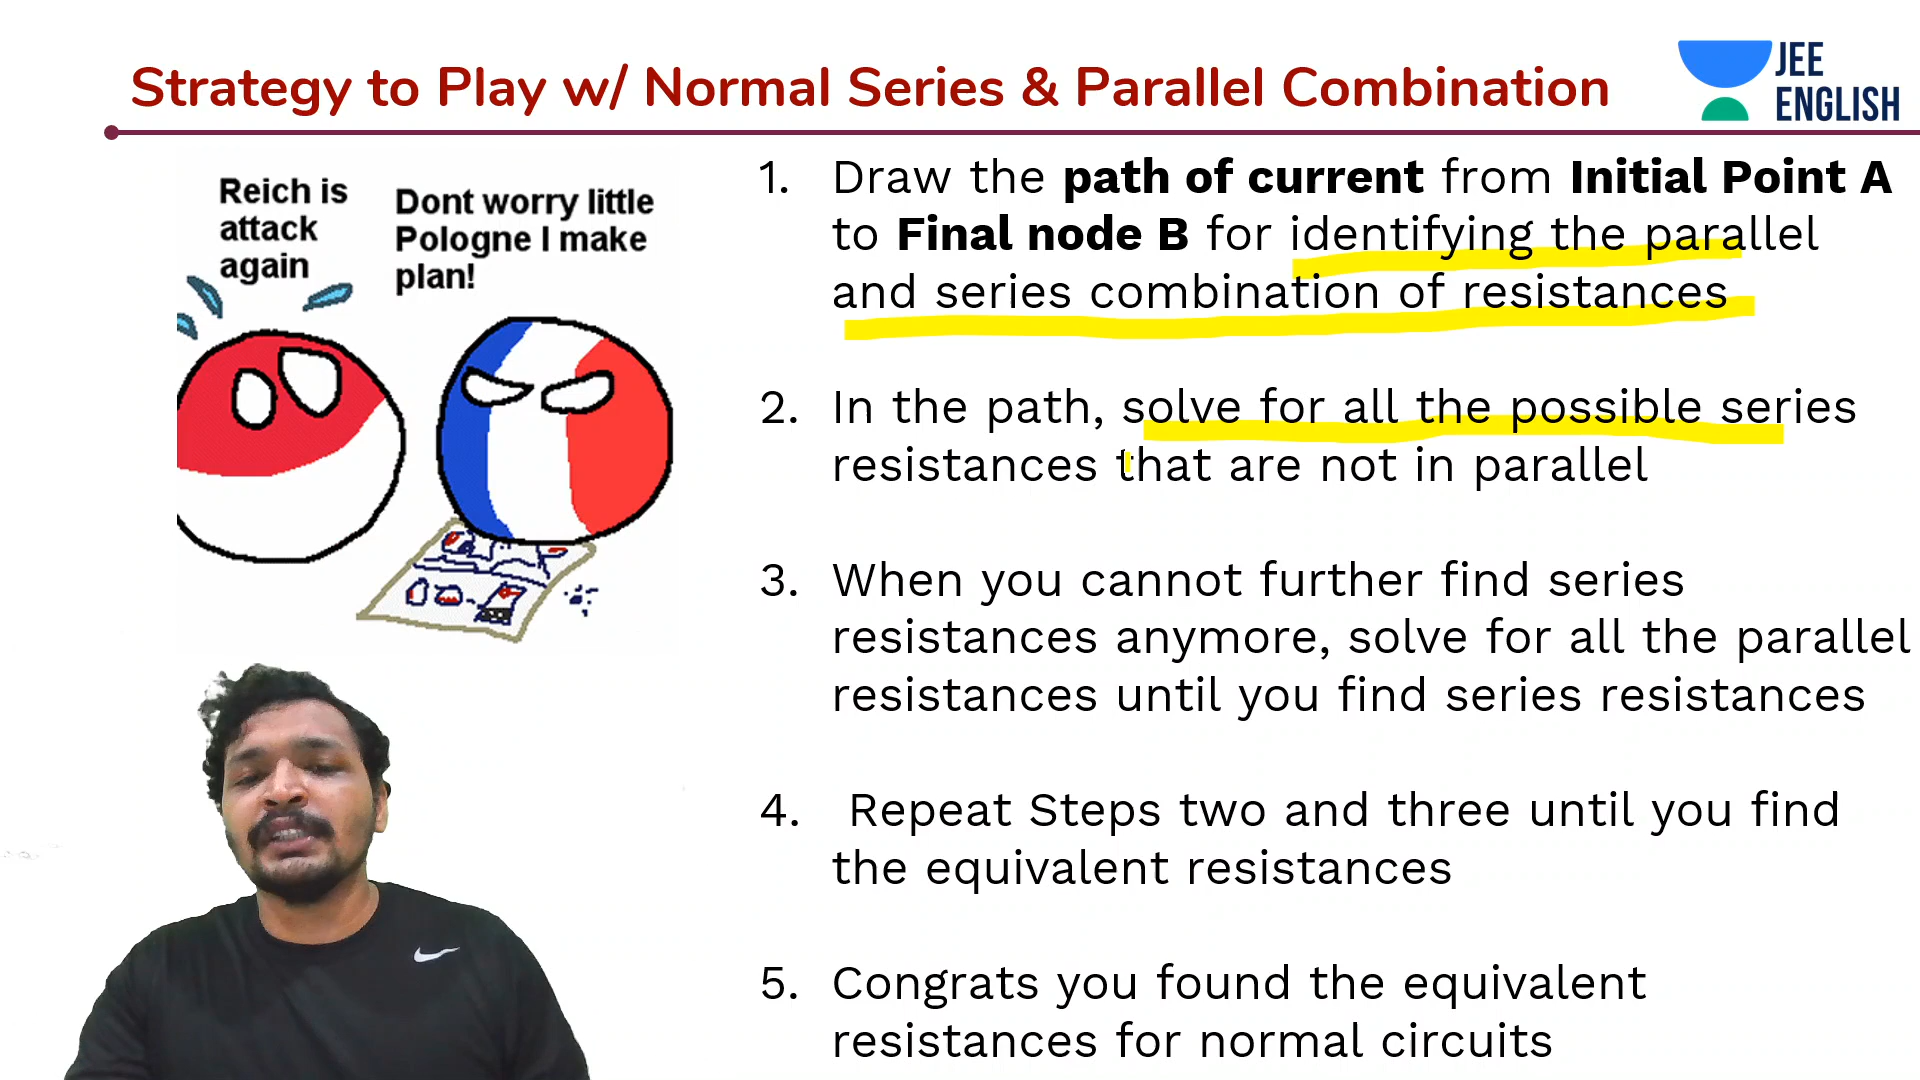 Strategy to Play w/ Normal Series & Parallel Combination
JEE
ENGLISH
Reich is
attack
again
Dont worry little
Pologne I make
plan!
1. Draw the path of current from Initial Point A
to Final node B for identifying the parallel
and series combination of resistances
2. In the path, solve for all the possible series
resistances that are not in parallel
3. When you cannot further find series
resistances anymore, solve for all the parallel
resistances until you find series resistances
4. Repeat Steps two and three until you find
the equivalent resistances
5. Congrats you found the equivalent
resistances for normal circuits